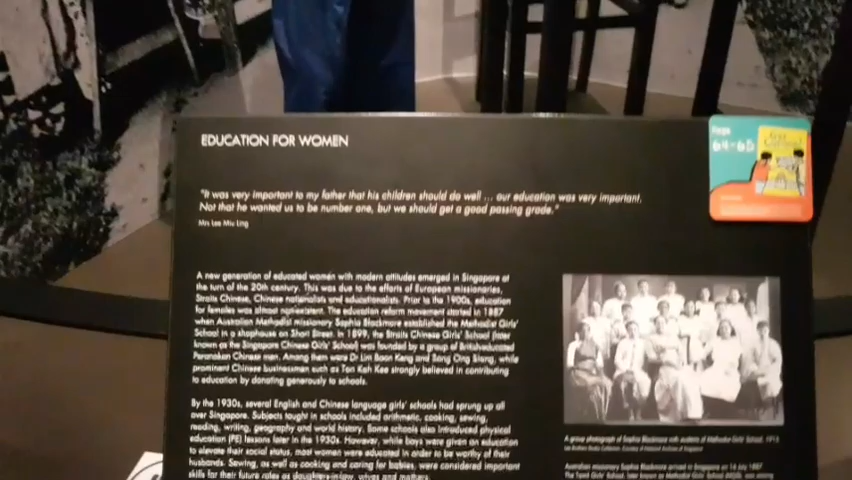 EDUCATION FOR WOMEN
Page
64-65
"It was very important to my father that his children should do well ... our education was very important.
Not that he wanted us to be number one, but we should get a good passing grade."
Mrs Lee Miu Ling
A new generation of educated women with modern attitudes emerged in Singapore at
the turn of the 20th century. This was due to the efforts of European missionaries,
Straits Chinese, Chinese nationalists and educationalists. Prior to the 1900s, education
for females was almost nonexistent. The education reform movement started in 1887
when Australian Methodist missionary Sophia Blackmore established the Methodist Girls'
School in a shophouse on Short Street. In 1899, the Straits Chinese Girls' School (later
known as the Singapore Chinese Girls' School) was founded by a group of British-educated
Peranakan Chinese men. Among them were Dr Lim Boon Keng and Song Ong Siang, while
prominent Chinese businessmen such as Tan Kah Kee strongly believed in contributing
to education by donating generously to schools.
By the 1930s, several English and Chinese language girls' schools had sprung up all
over Singapore. Subjects taught in schools included arithmetic, cooking, sewing,
reading, writing, geography and world history. Some schools also introduced physical
education (PE) lessons later in the 1930s. However, while boys were given an education
to elevate their social status, most women were educated in order to be worthy of their
husbands. Sewing, as well as cooking and caring for babies, were considered important
skills for their future roles as daughters-in-law, wives and mothers.
A group photograph of Sophia Blackmore with students of Methodist Girls' School, 1915
Australian missionary Sophia Blackmore arrived in Singapore on 16 July 1887